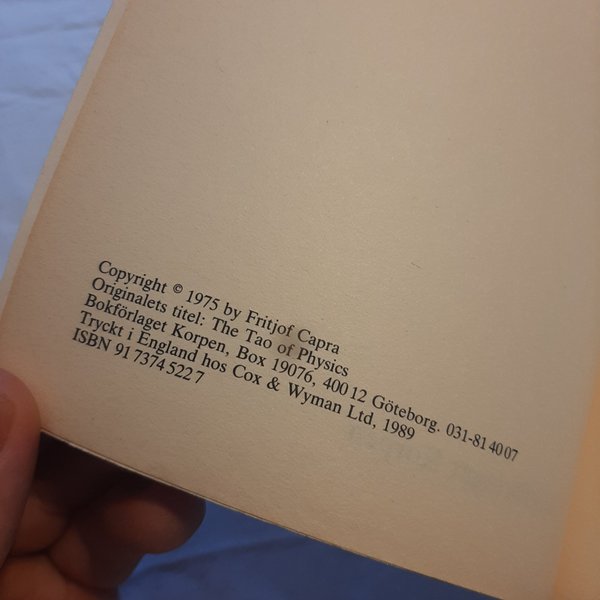 Copyright © 1975 by Fritjof Capra
Originalets titel: The Tao of Physics
Bokförlaget Korpen, Box 19076, 400 12 Göteborg. 031-81 40 07
Tryckt i England hos Cox & Wyman Ltd, 1989
ISBN 91 7374 522 7